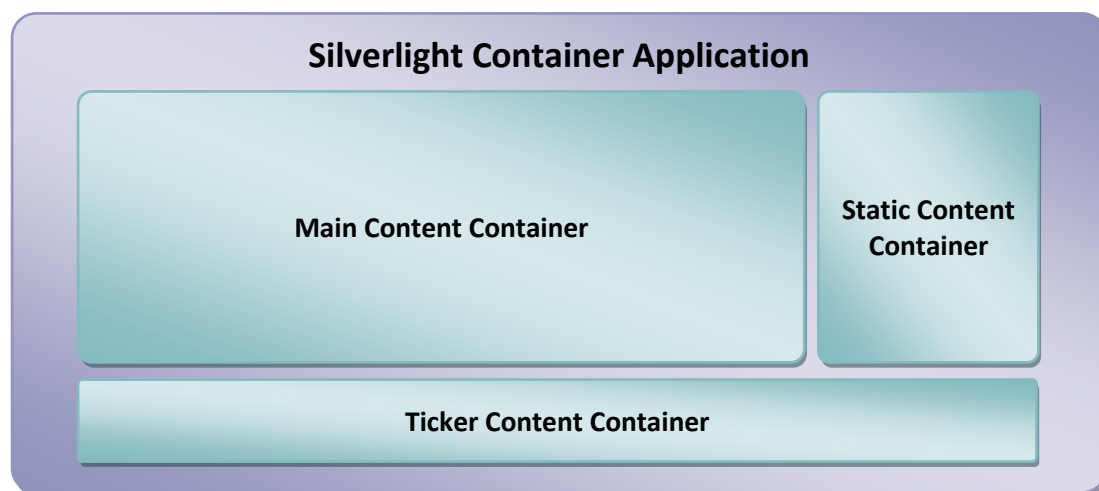 Silverlight Container Application
Main Content Container
Static Content
Container
Ticker Content Container